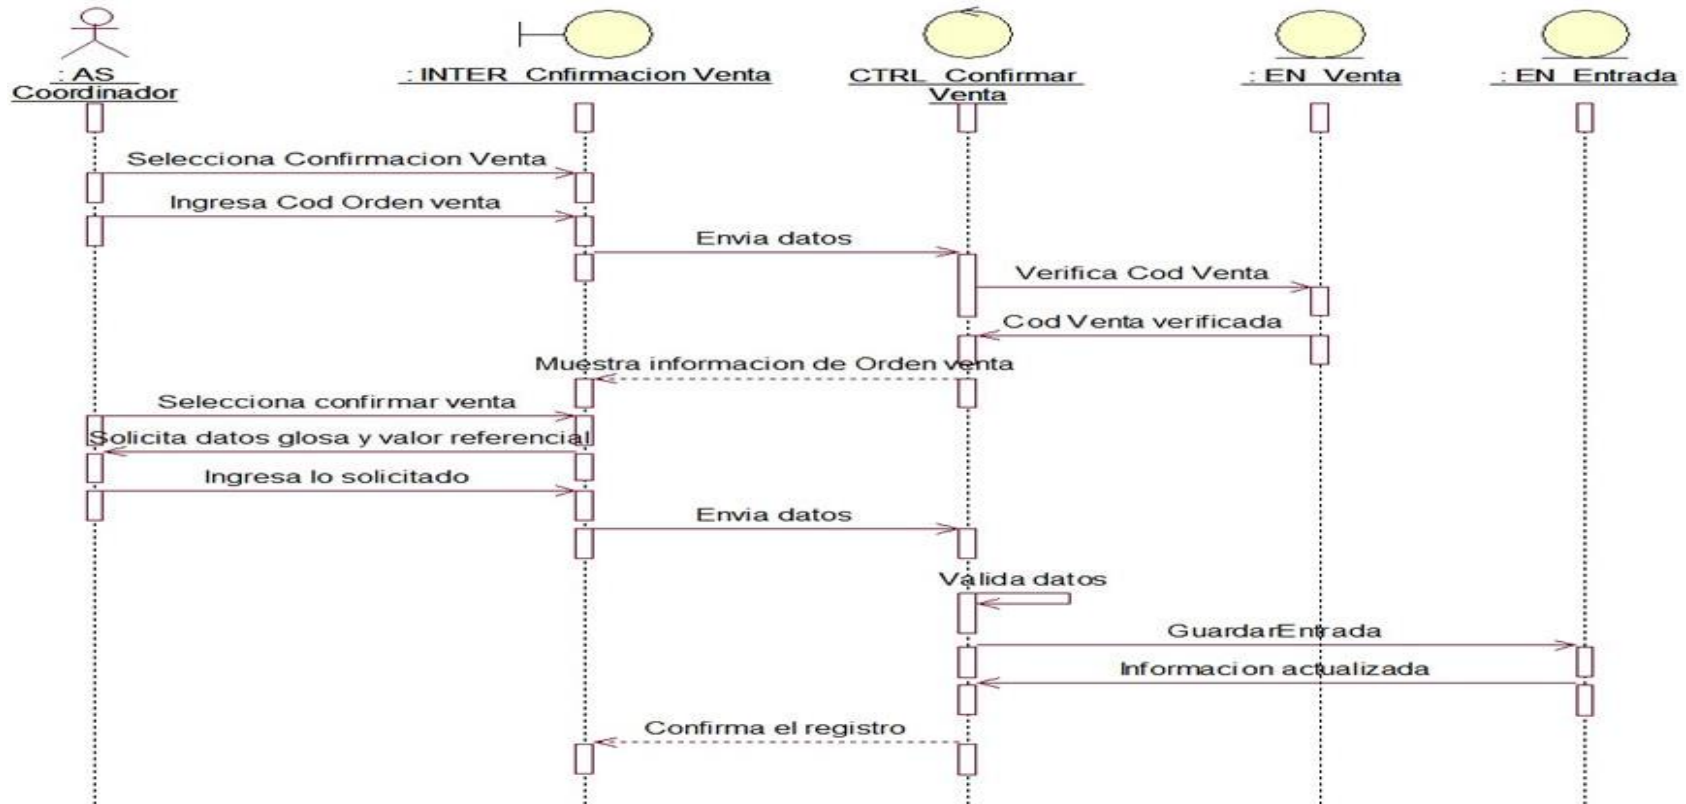 : AS
Coordinador
: INTER_Cnfirmacion Venta
CTRL_Confirmar
Venta
: EN_Venta
: EN_Entrada
Selecciona Confirmacion Venta
Ingresa Cod Orden venta
Envia datos
Verifica Cod Venta
Cod Venta verificada
Muestra informacion de Orden venta
Selecciona confirmar venta
Solicita datos glosa y valor referencial
Ingresa lo solicitado
Envia datos
Valida datos
GuardarEntrada
Informacion actualizada
Confirma el registro